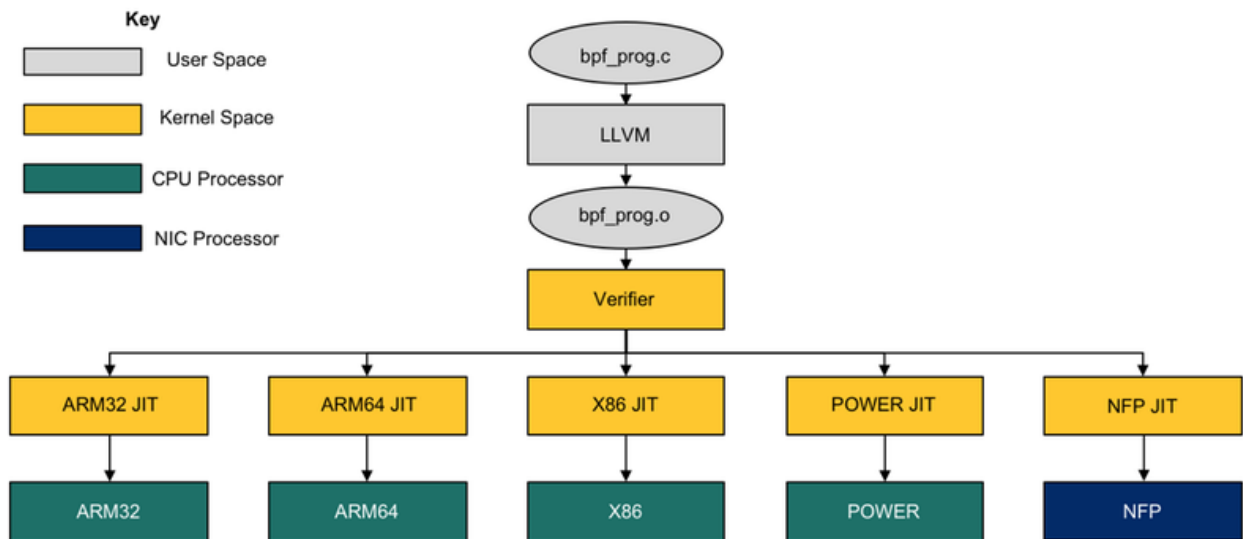 Key
User Space
Kernel Space
CPU Processor
NIC Processor
bpf_prog.c
LLVM
bpf_prog.o
Verifier
ARM32 JIT
ARM64 JIT
X86 JIT
POWER JIT
NFP JIT
ARM32
ARM64
X86
POWER
NFP